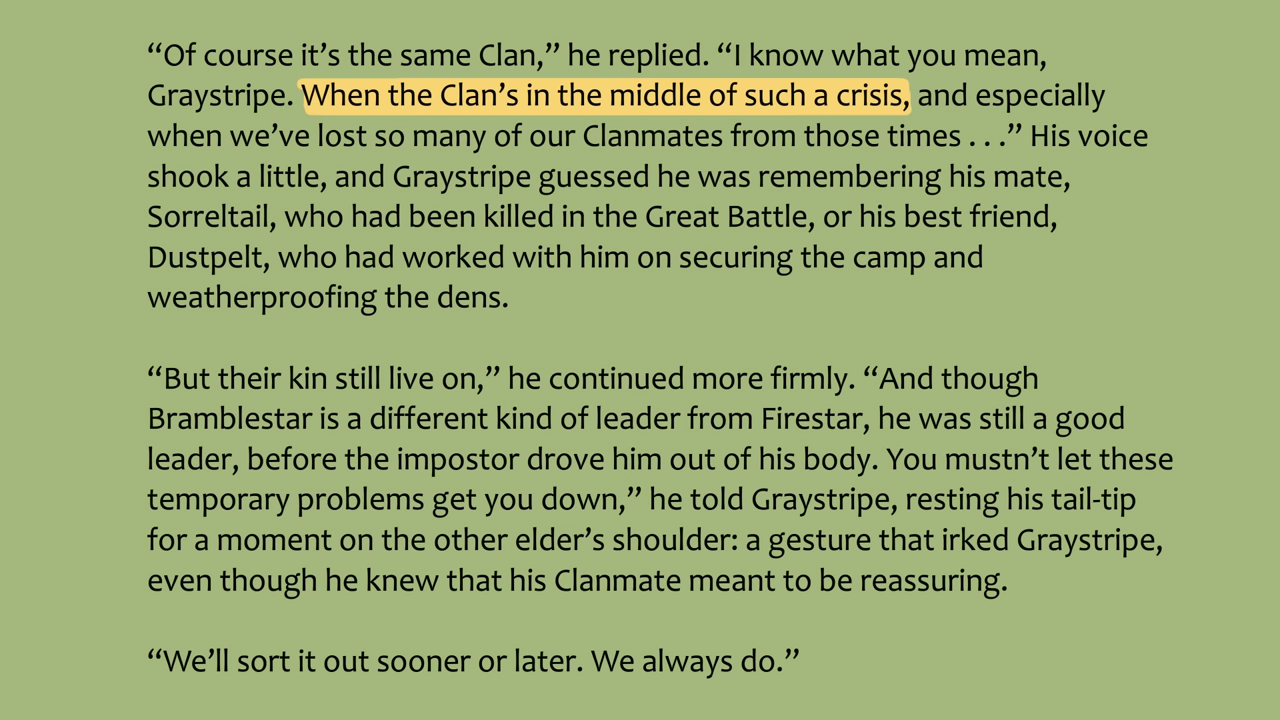 “Of course it’s the same Clan,” he replied. “I know what you mean,
Graystripe. When the Clan’s in the middle of such a crisis, and especially
when we’ve lost so many of our Clanmates from those times . . .” His voice
shook a little, and Graystripe guessed he was remembering his mate,
Sorreltail, who had been killed in the Great Battle, or his best friend,
Dustpelt, who had worked with him on securing the camp and
weatherproofing the dens.
“But their kin still live on,” he continued more firmly. “And though
Bramblestar is a different kind of leader from Firestar, he was still a good
leader, before the impostor drove him out of his body. You mustn’t let these
temporary problems get you down,” he told Graystripe, resting his tail-tip
for a moment on the other elder’s shoulder: a gesture that irked Graystripe,
even though he knew that his Clanmate meant to be reassuring.
“We’ll sort it out sooner or later. We always do.”